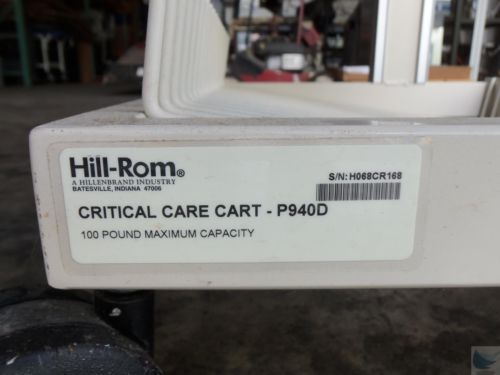 Hill-Rom®
A HILLENBRAND INDUSTRY
BATESVILLE, INDIANA 47006
S/N: H068CR168
CRITICAL CARE CART - P940D
100 POUND MAXIMUM CAPACITY